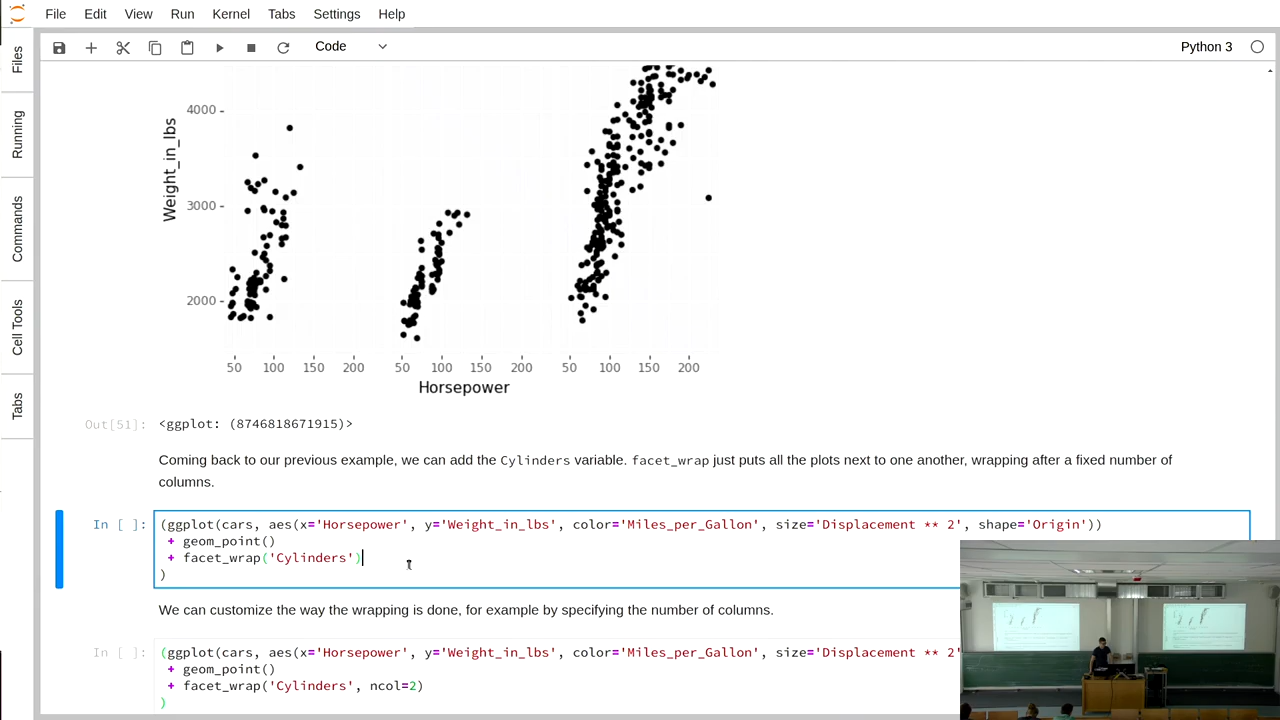 File Edit View Run Kernel Tabs Settings Help
Code
Python 3
Files
Running
Commands
Cell Tools
Tabs
4000
3000
2000
Weight_in_lbs
50 100 150 200 50 100 150 200 50 100 150 200
Horsepower
Out[51]: <ggplot: (8746818671915)>
Coming back to our previous example, we can add the Cylinders variable. facet_wrap just puts all the plots next to one another, wrapping after a fixed number of
columns.
In [ ]: (ggplot(cars, aes(x='Horsepower', y='Weight_in_lbs', color='Miles_per_Gallon', size='Displacement ** 2', shape='Origin'))
+ geom_point()
+ facet_wrap('Cylinders')
)
We can customize the way the wrapping is done, for example by specifying the number of columns.
In [ ]: (ggplot(cars, aes(x='Horsepower', y='Weight_in_lbs', color='Miles_per_Gallon', size='Displacement ** 2'
+ geom_point()
+ facet_wrap('Cylinders', ncol=2)
)